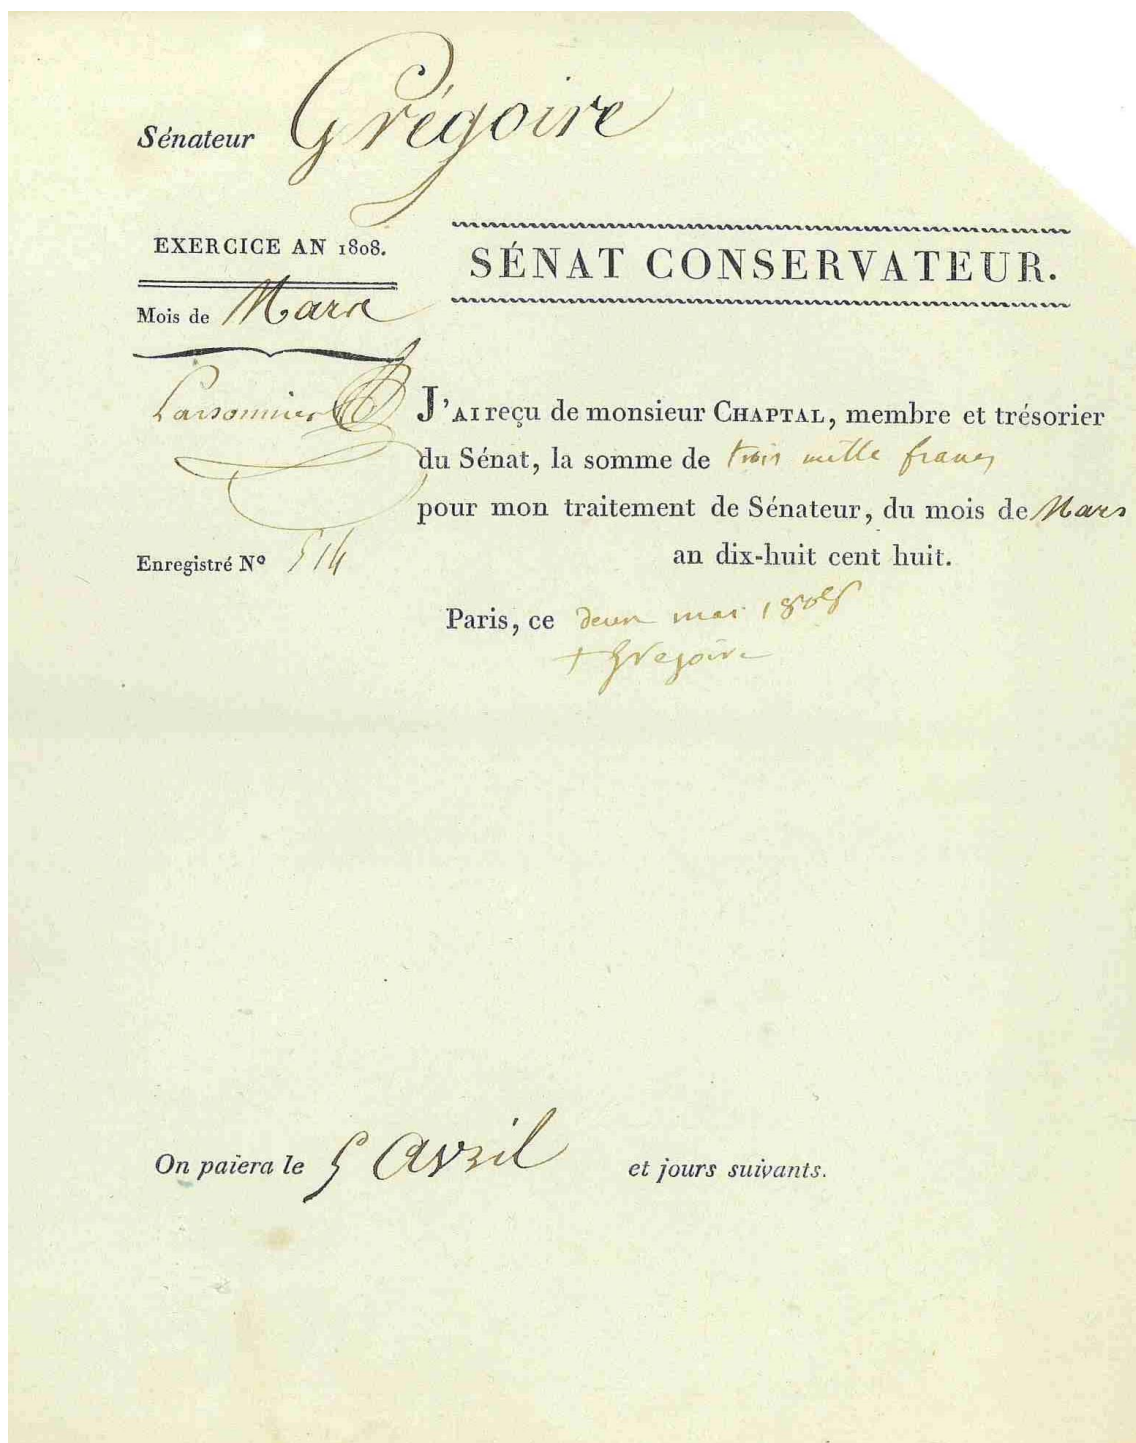 Sénateur Grégoire
EXERCICE AN 1808.
Mois de Mars
SÉNAT CONSERVATEUR.
J'AI reçu de monsieur CHAPTAL, membre et trésorier
du Sénat, la somme de trois mille francs
pour mon traitement de Sénateur, du mois de Mars
an dix-huit cent huit.
Enregistré Nº 514
Paris, ce deux mai 1808
+ Gregoire
On paiera le 5 Avril et jours suivants.